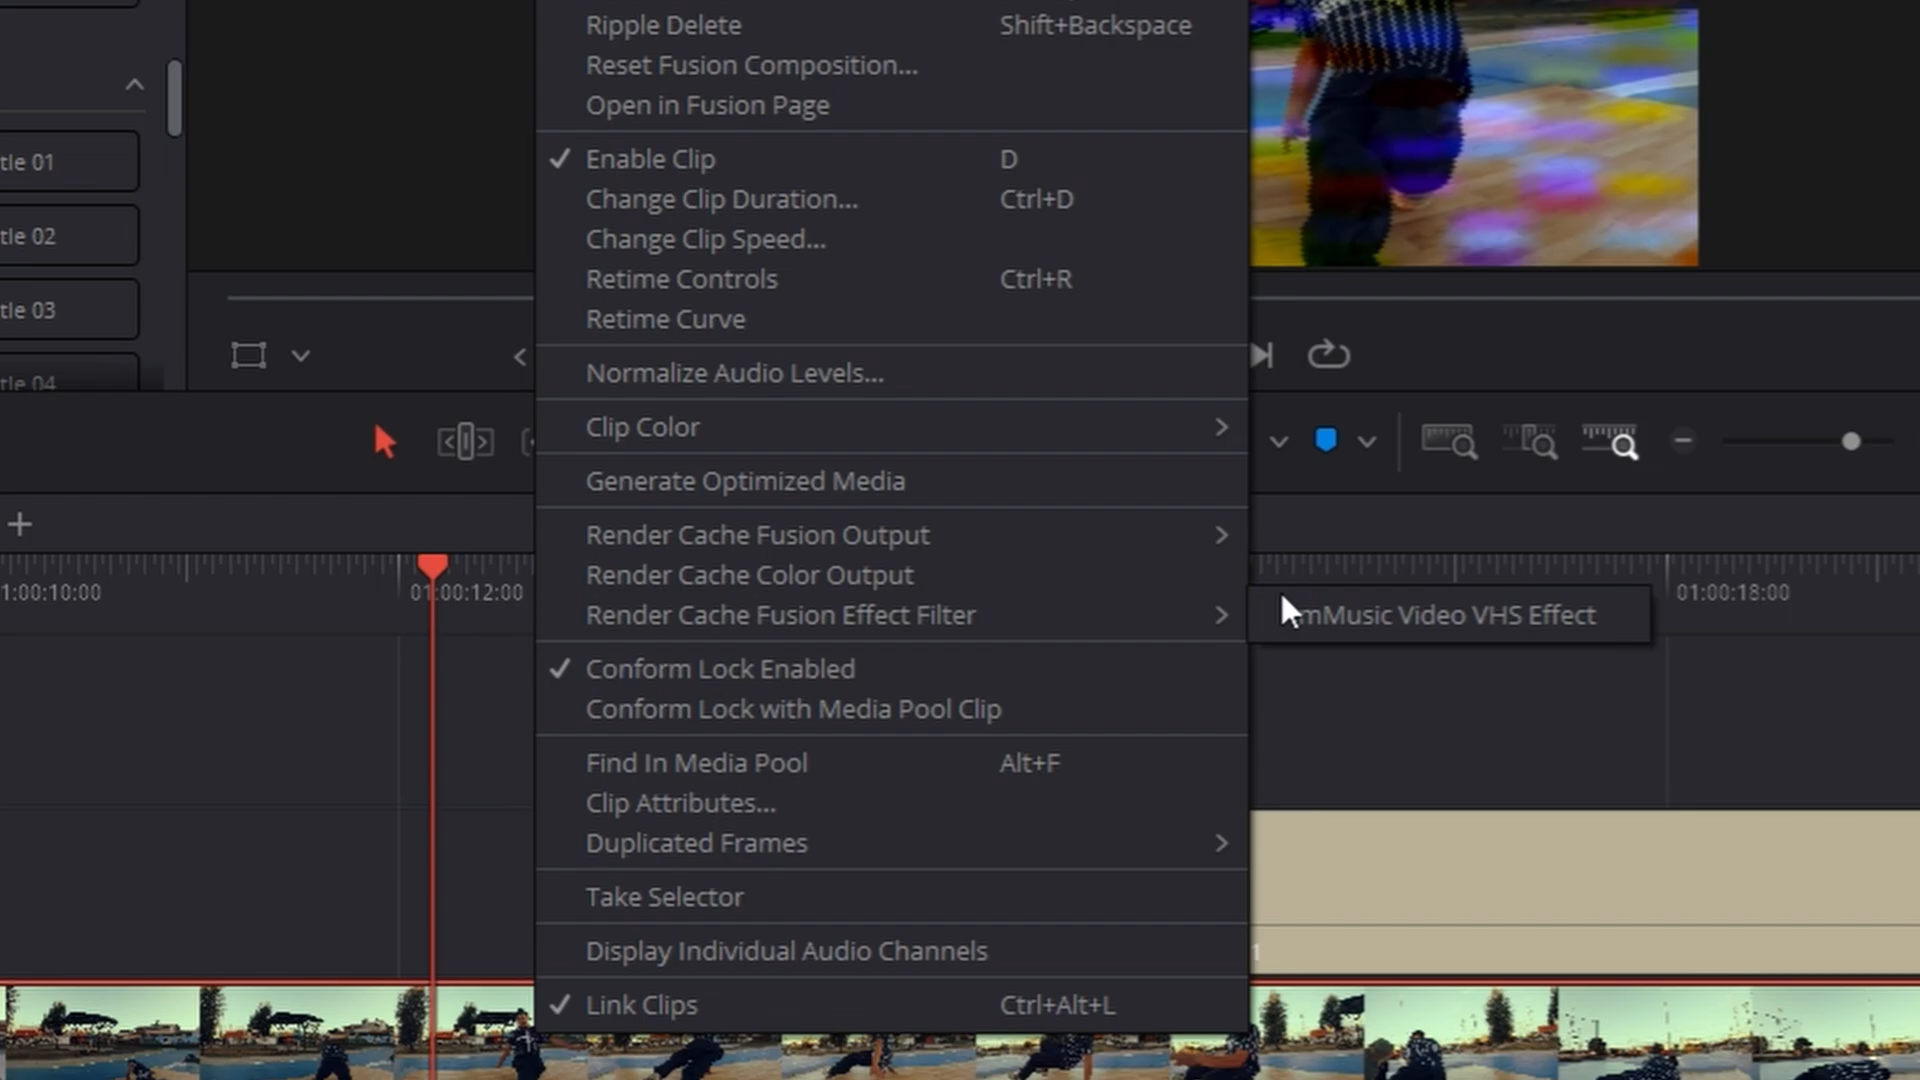 Ripple Delete Shift+Backspace
Reset Fusion Composition...
Open in Fusion Page
Enable Clip D
Change Clip Duration... Ctrl+D
Change Clip Speed...
Retime Controls Ctrl+R
Retime Curve
Normalize Audio Levels...
Clip Color
Generate Optimized Media
Render Cache Fusion Output
Render Cache Color Output
Render Cache Fusion Effect Filter
mMusic Video VHS Effect
Conform Lock Enabled
Conform Lock with Media Pool Clip
Find In Media Pool Alt+F
Clip Attributes...
Duplicated Frames
Take Selector
Display Individual Audio Channels
Link Clips Ctrl+Alt+L
tle 01
tle 02
tle 03
tle 04
1:00:10:00
01:00:12:00
01:00:18:00
1